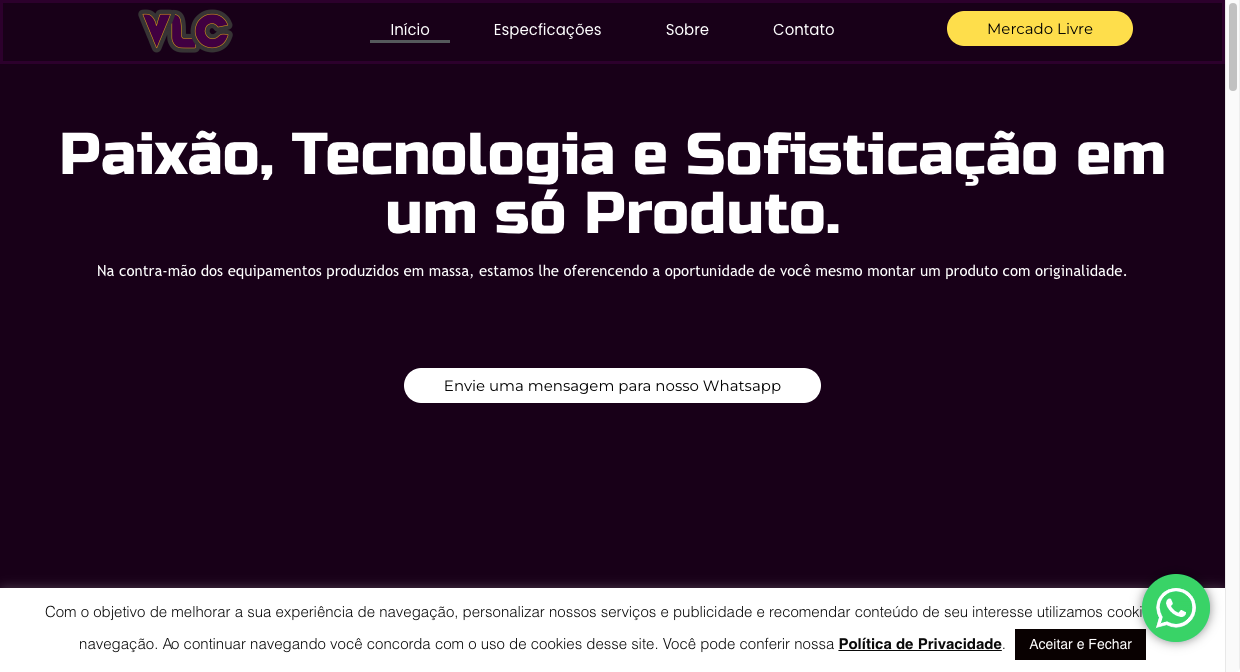 VLC
Início
Especficações
Sobre
Contato
Mercado Livre
Paixão, Tecnologia e Sofisticação em
um só Produto.
Na contra-mão dos equipamentos produzidos em massa, estamos lhe oferencendo a oportunidade de você mesmo montar um produto com originalidade.
Envie uma mensagem para nosso Whatsapp
Com o objetivo de melhorar a sua experiência de navegação, personalizar nossos serviços e publicidade e recomendar conteúdo de seu interesse utilizamos
navegação. Ao continuar navegando você concorda com o uso de cookies desse site. Você pode conferir nossa Política de Privacidade. Aceitar e Fechar